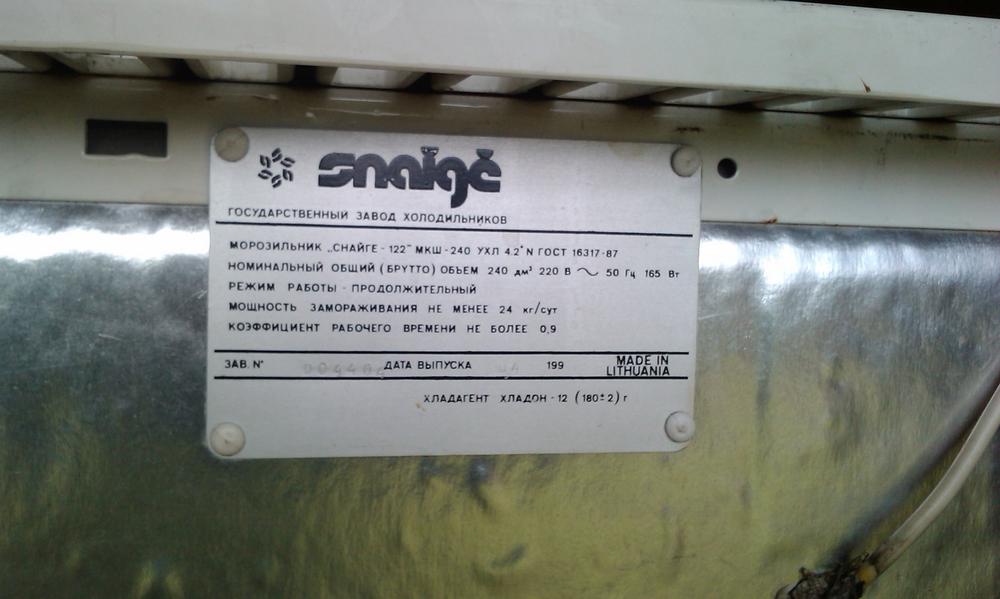 snaigė
ГОСУДАРСТВЕННЫЙ ЗАВОД ХОЛОДИЛЬНИКОВ
МОРОЗИЛЬНИК „СНАЙГЕ - 122" МКШ - 240 УХЛ 4.2* N ГОСТ 16317-87
НОМИНАЛЬНЫЙ ОБЩИЙ (БРУТТО) ОБЪЕМ 240 дм³ 220 В ~ 50 Гц 165 Вт
РЕЖИМ РАБОТЫ - ПРОДОЛЖИТЕЛЬНЫЙ
МОЩНОСТЬ ЗАМОРАЖИВАНИЯ НЕ МЕНЕЕ 24 кг/сут
КОЭФФИЦИЕНТ РАБОЧЕГО ВРЕМЕНИ НЕ БОЛЕЕ 0,9
ЗАВ. N° ДАТА ВЫПУСКА 199 MADE IN
LITHUANIA
ХЛАДАГЕНТ ХЛАДОН - 12 (180±2) г